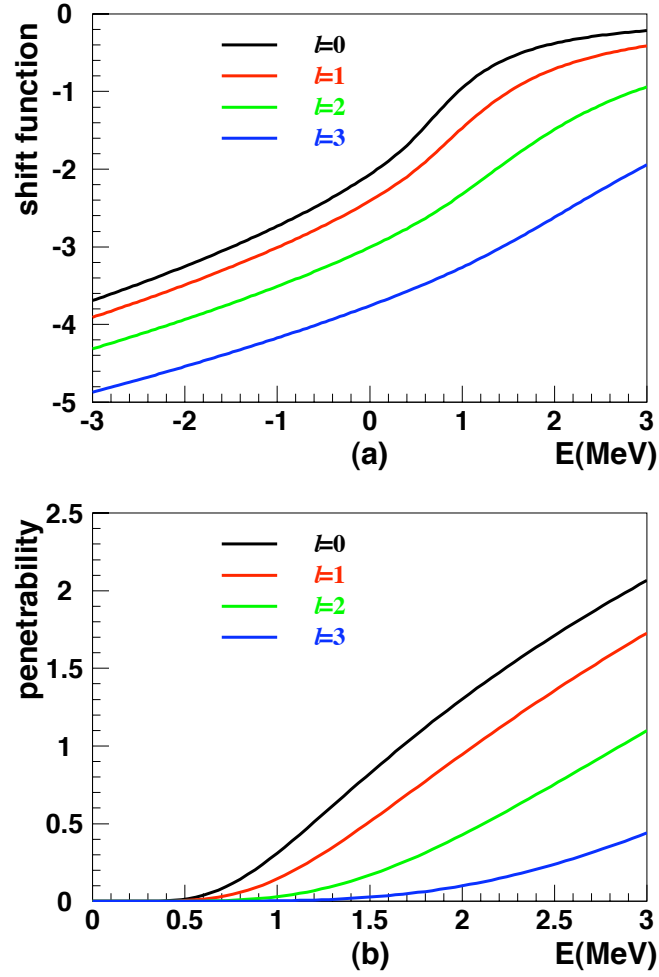 shift function
0
-1
-2
-3
-4
-5
l=0
l=1
l=2
l=3
-3 -2 -1 0 1 2 3
(a) E(MeV)
penetrability
2.5
2
1.5
1
0.5
0
l=0
l=1
l=2
l=3
0 0.5 1 1.5 2 2.5 3
(b) E(MeV)